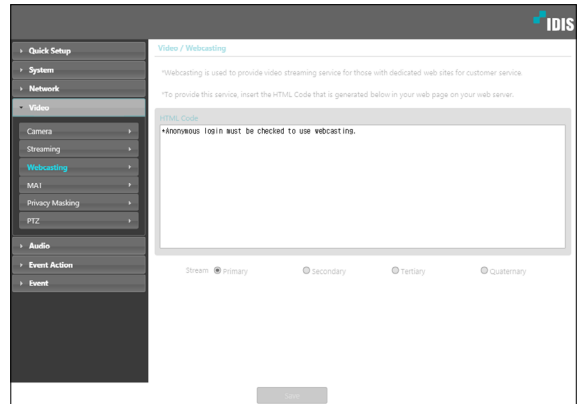 IDIS
Quick Setup
System
Network
Video
Camera
Streaming
Webcasting
MAT
Privacy Masking
PTZ
Audio
Event Action
Event
Video / Webcasting
*Webcasting is used to provide video streaming service for those with dedicated web sites for customer service.
*To provide this service, insert the HTML Code that is generated below in your web page on your web server.
HTML Code
*Anonymous login must be checked to use webcasting.
Stream Primary Secondary Tertiary Quaternary
Save